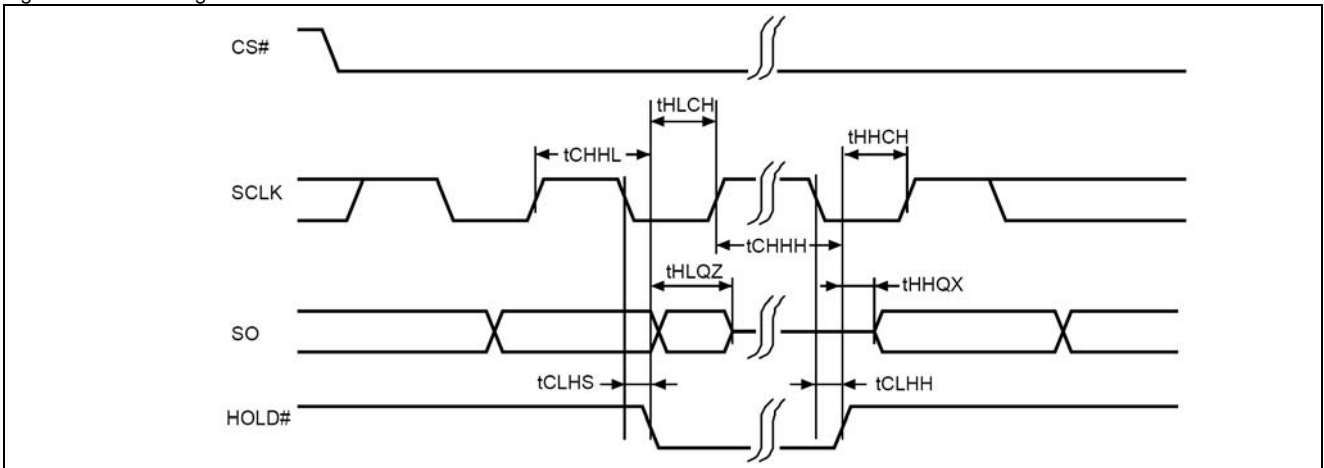 CS#
tHLCH
tHHCH
tCHHL
SCLK
tCHHH
tHLQZ
tHHQX
SO
tCLHS
tCLHH
HOLD#